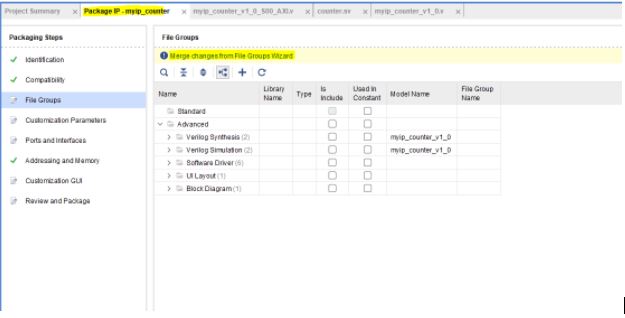 Project Summary × Package IP - myip_counter × myip_counter_v1_0_S00_AXI.v × counter.sv × myip_counter_v1_0.v ×
Packaging Steps
Identification
Compatibility
File Groups
Customization Parameters
Ports and Interfaces
Addressing and Memory
Customization GUI
Review and Package
File Groups
Merge changes from File Groups Wizard
Name Library Name Type Is Include Used In Constant Model Name File Group Name
Standard
Advanced
Verilog Synthesis (2) myip_counter_v1_0
Verilog Simulation (2) myip_counter_v1_0
Software Driver (6)
UI Layout (1)
Block Diagram (1)